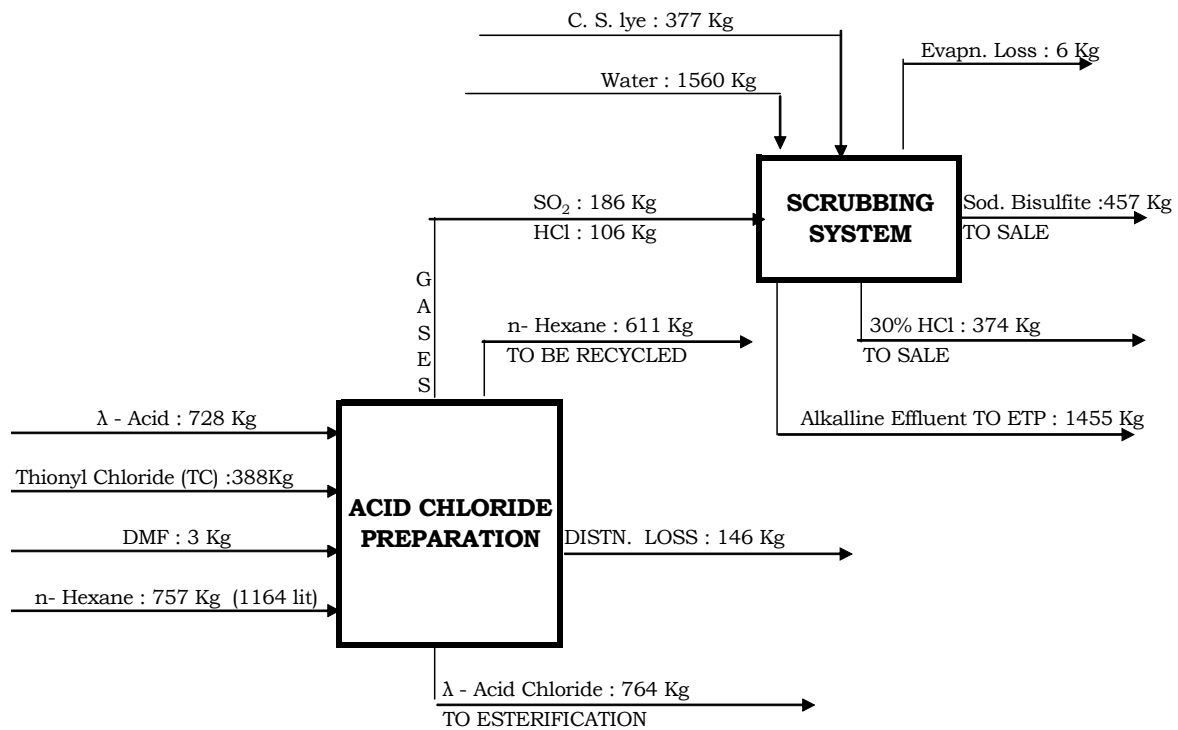 C. S. lye : 377 Kg
Evapn. Loss : 6 Kg
Water : 1560 Kg
SO₂ : 186 Kg
HCl : 106 Kg
SCRUBBING
SYSTEM
Sod. Bisulfite :457 Kg
TO SALE
GASES
n- Hexane : 611 Kg
TO BE RECYCLED
30% HCl : 374 Kg
TO SALE
Alkalline Effluent TO ETP : 1455 Kg
λ - Acid : 728 Kg
Thionyl Chloride (TC) :388Kg
DMF : 3 Kg
n- Hexane : 757 Kg (1164 lit)
ACID CHLORIDE
PREPARATION
DISTN. LOSS : 146 Kg
λ - Acid Chloride : 764 Kg
TO ESTERIFICATION